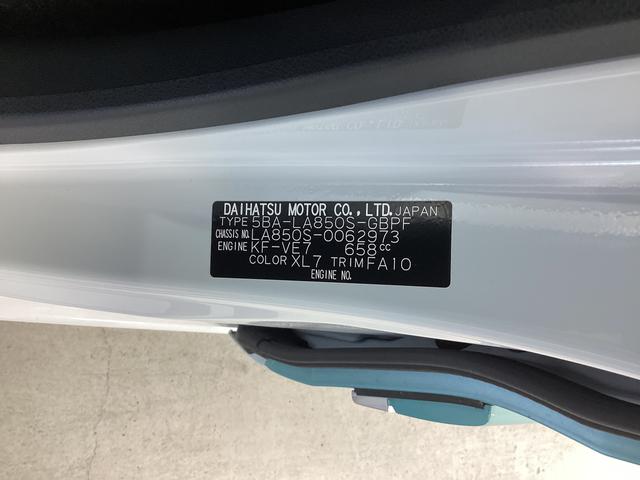 DAIHATSU MOTOR CO.,LTD. JAPAN
TYPE 5BA-LA850S-GBPF
CHASSIS NO. LA850S-0062973
ENGINE KF-VE7 658cc
COLOR XL7 TRIM FA10
ENGINE NO.